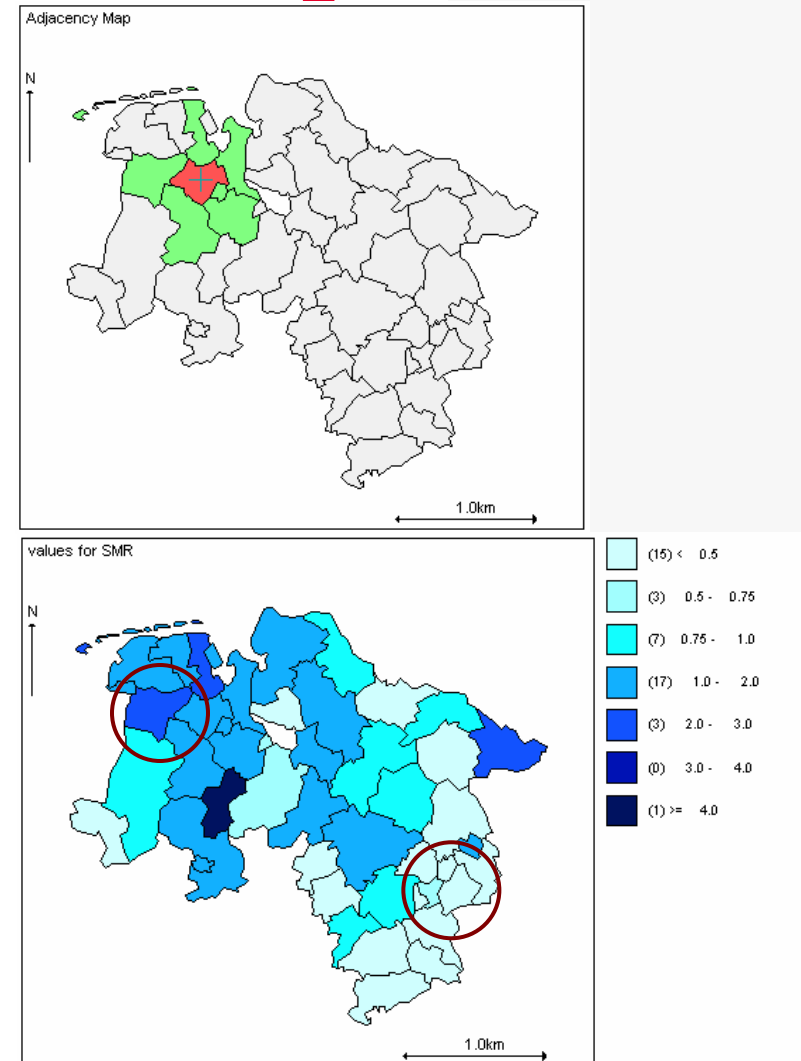 Adjacency Map
N
1.0km
values for SMR
N
1.0km
(15) < 0.5
(3) 0.5 - 0.75
(7) 0.75 - 1.0
(17) 1.0 - 2.0
(3) 2.0 - 3.0
(0) 3.0 - 4.0
(1) >= 4.0